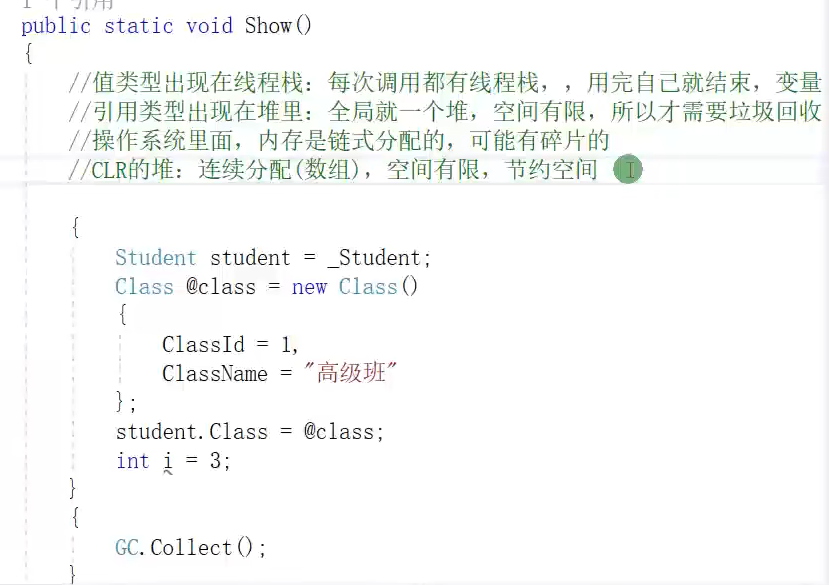 1 个引用
public static void Show()
{
//值类型出现在线程栈：每次调用都有线程栈，，用完自己就结束，变量
//引用类型出现在堆里：全局就一个堆，空间有限，所以才需要垃圾回收
//操作系统里面，内存是链式分配的，可能有碎片的
//CLR的堆：连续分配(数组)，空间有限，节约空间
{
Student student = _Student;
Class @class = new Class()
{
ClassId = 1,
ClassName = "高级班"
};
student.Class = @class;
int i = 3;
}
{
GC.Collect();
}